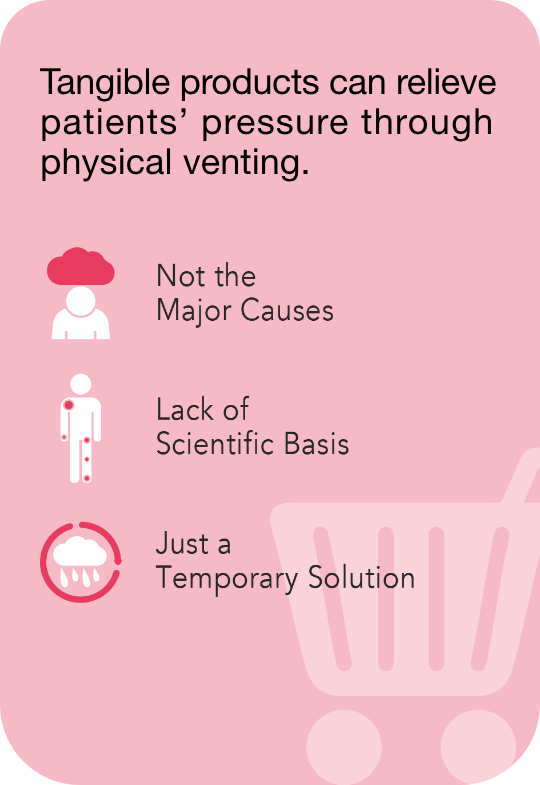 Tangible products can relieve
patients’ pressure through
physical venting.
Not the
Major Causes
Lack of
Scientific Basis
Just a
Temporary Solution